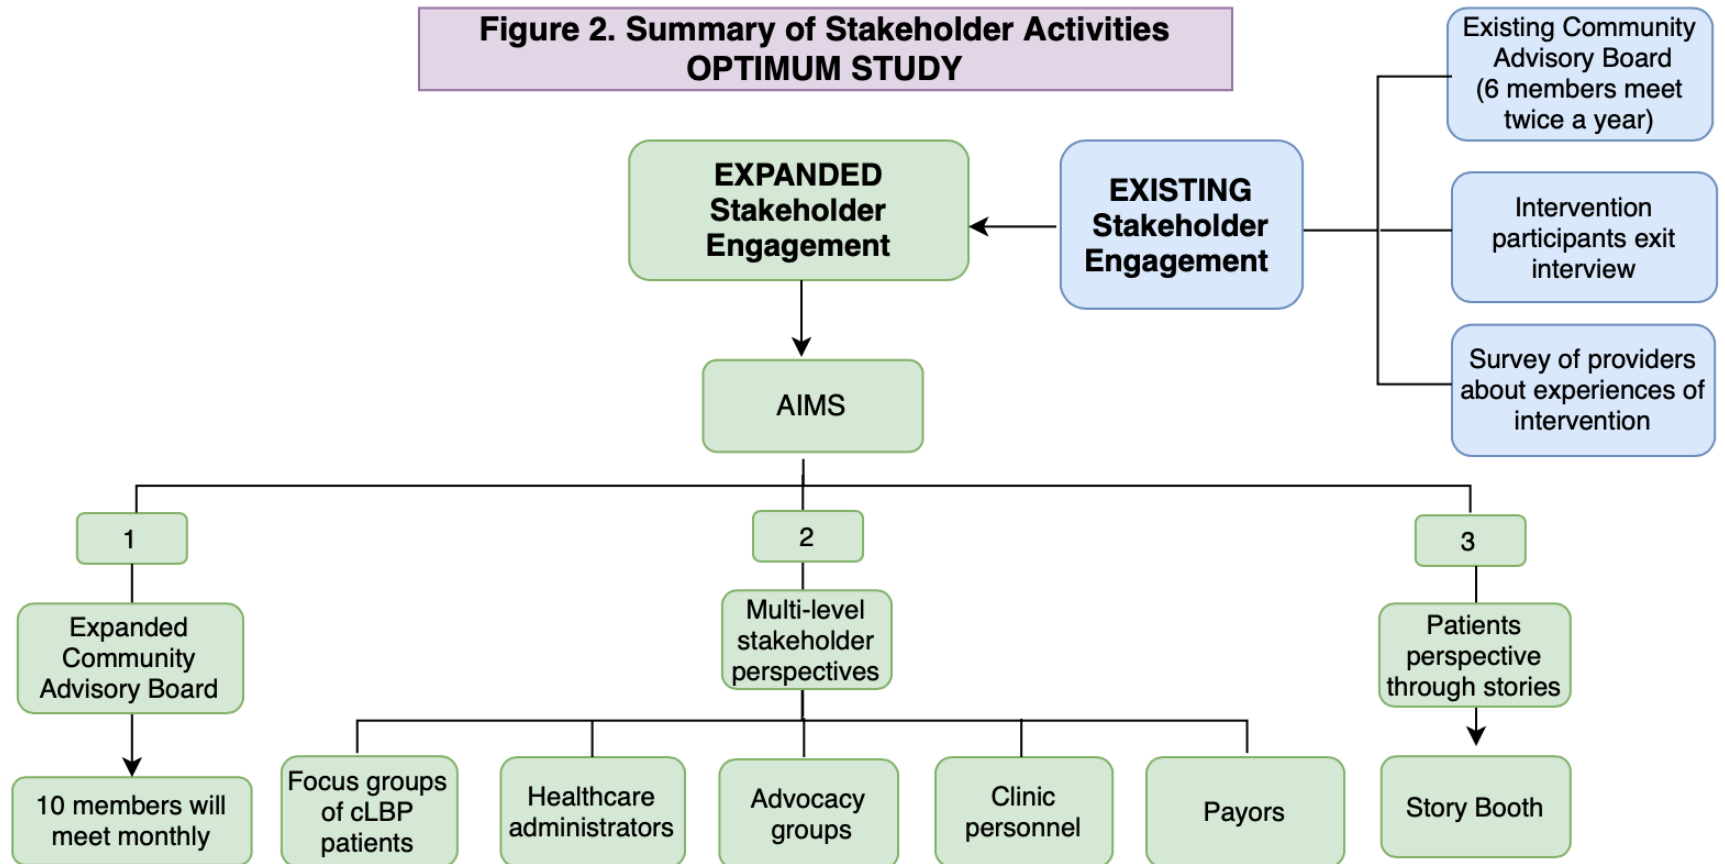 Figure 2. Summary of Stakeholder Activities
OPTIMUM STUDY
Existing Community
Advisory Board
(6 members meet
twice a year)
EXPANDED
Stakeholder
Engagement
EXISTING
Stakeholder
Engagement
Intervention
participants exit
interview
Survey of providers
about experiences of
intervention
AIMS
1
2
3
Expanded
Community
Advisory Board
Multi-level
stakeholder
perspectives
Patients
perspective
through stories
10 members will
meet monthly
Focus groups
of cLBP
patients
Healthcare
administrators
Advocacy
groups
Clinic
personnel
Payors
Story Booth